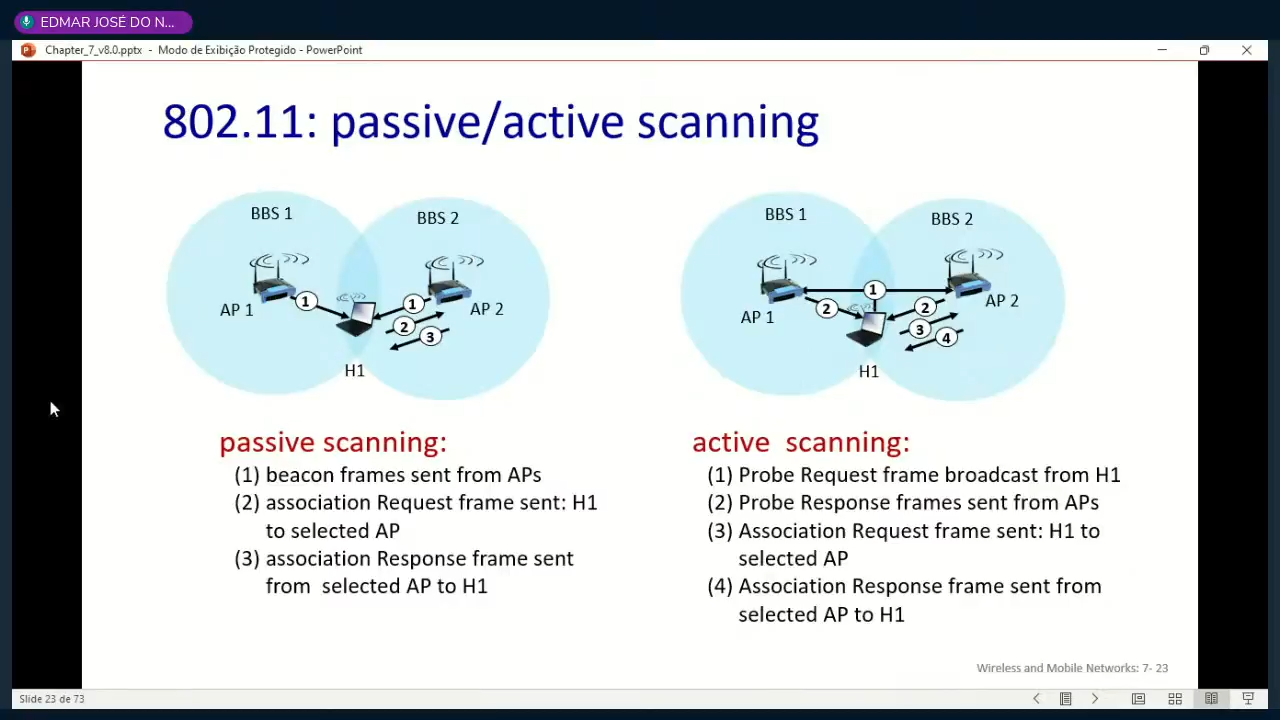 EDMAR JOSÉ DO N...
Chapter_7_v8.0.pptx - Modo de Exibição Protegido - PowerPoint
802.11: passive/active scanning
BBS 1
BBS 2
AP 1
AP 2
1
1
2
3
H1
BBS 1
BBS 2
AP 1
AP 2
1
2
2
3
4
H1
passive scanning:
(1) beacon frames sent from APs
(2) association Request frame sent: H1
to selected AP
(3) association Response frame sent
from selected AP to H1
active scanning:
(1) Probe Request frame broadcast from H1
(2) Probe Response frames sent from APs
(3) Association Request frame sent: H1 to
selected AP
(4) Association Response frame sent from
selected AP to H1
Wireless and Mobile Networks: 7- 23
Slide 23 de 73